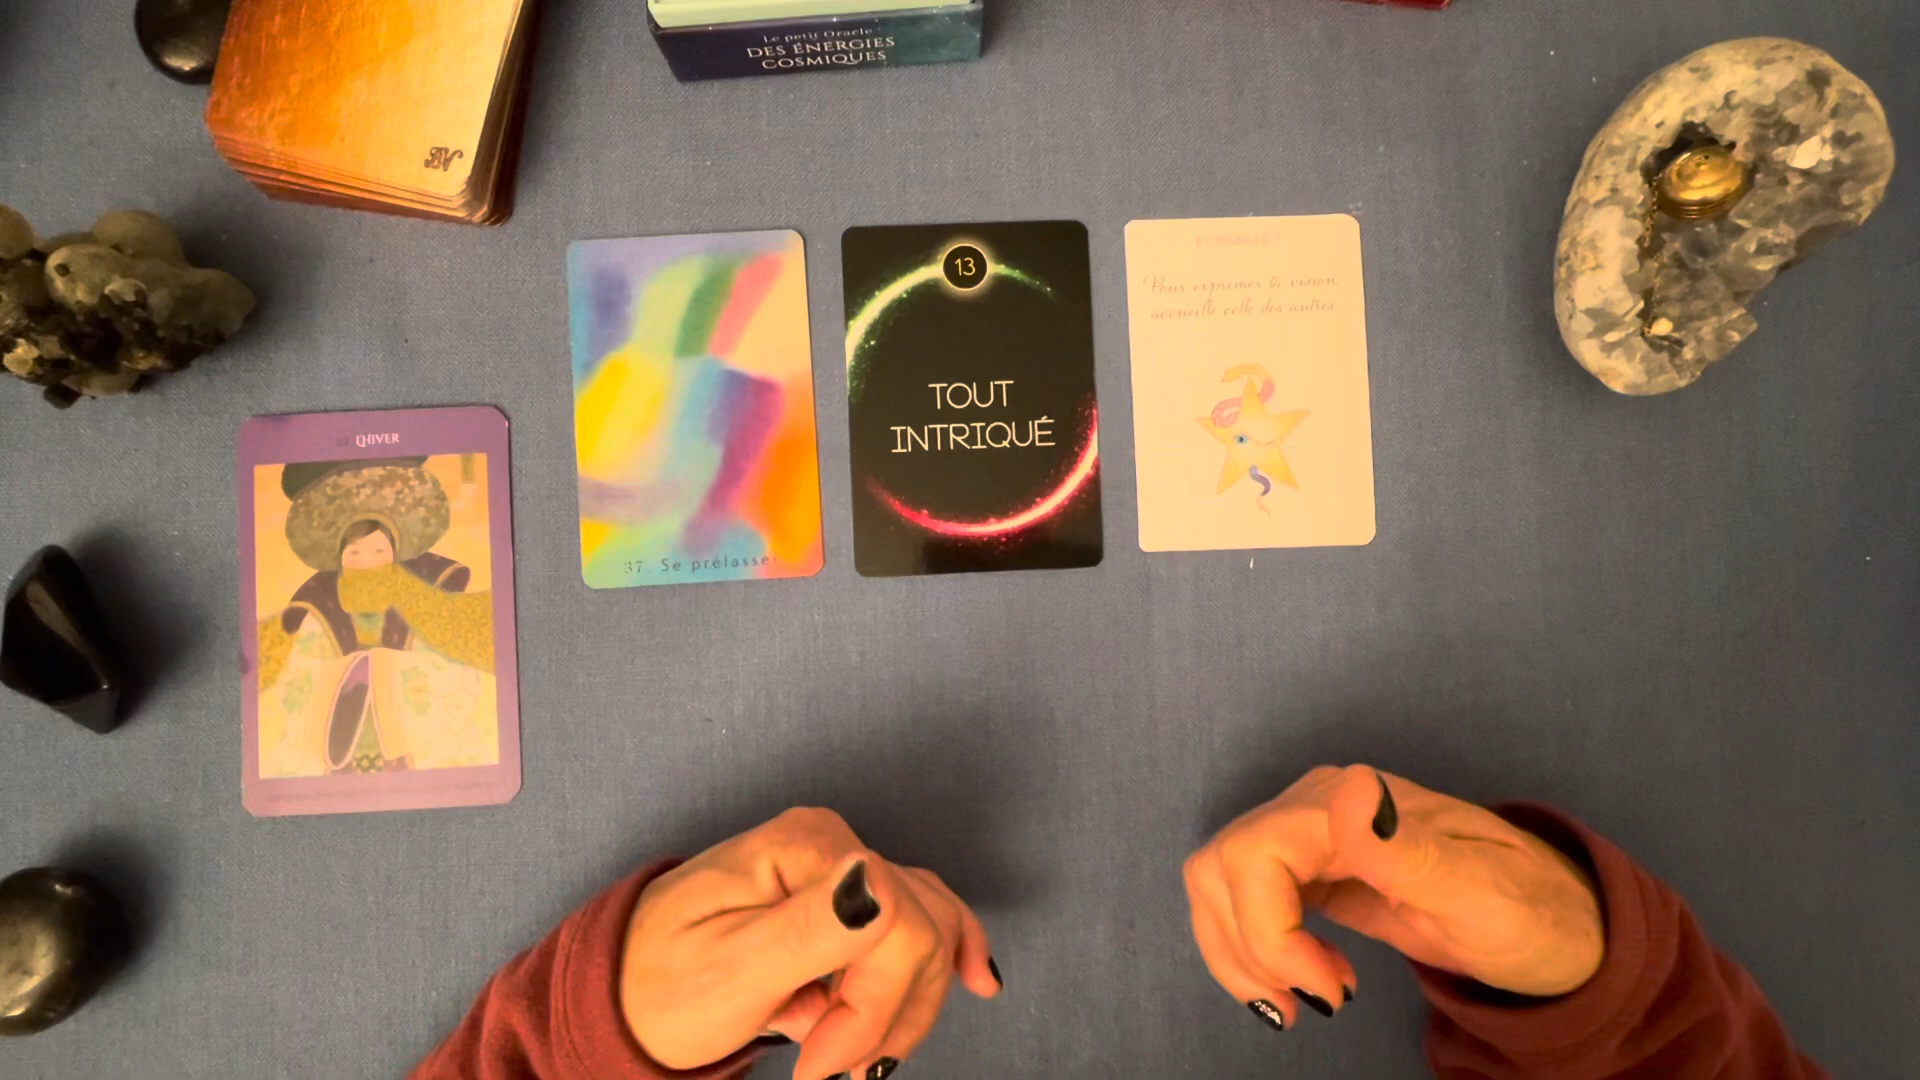 Le petit Oracle
DES ÉNERGIES
COSMIQUES
L'HIVER
37 Se prélasser
13
TOUT
INTRIQUÉ
Pour exprimer ta vision,
accueille celle des autres